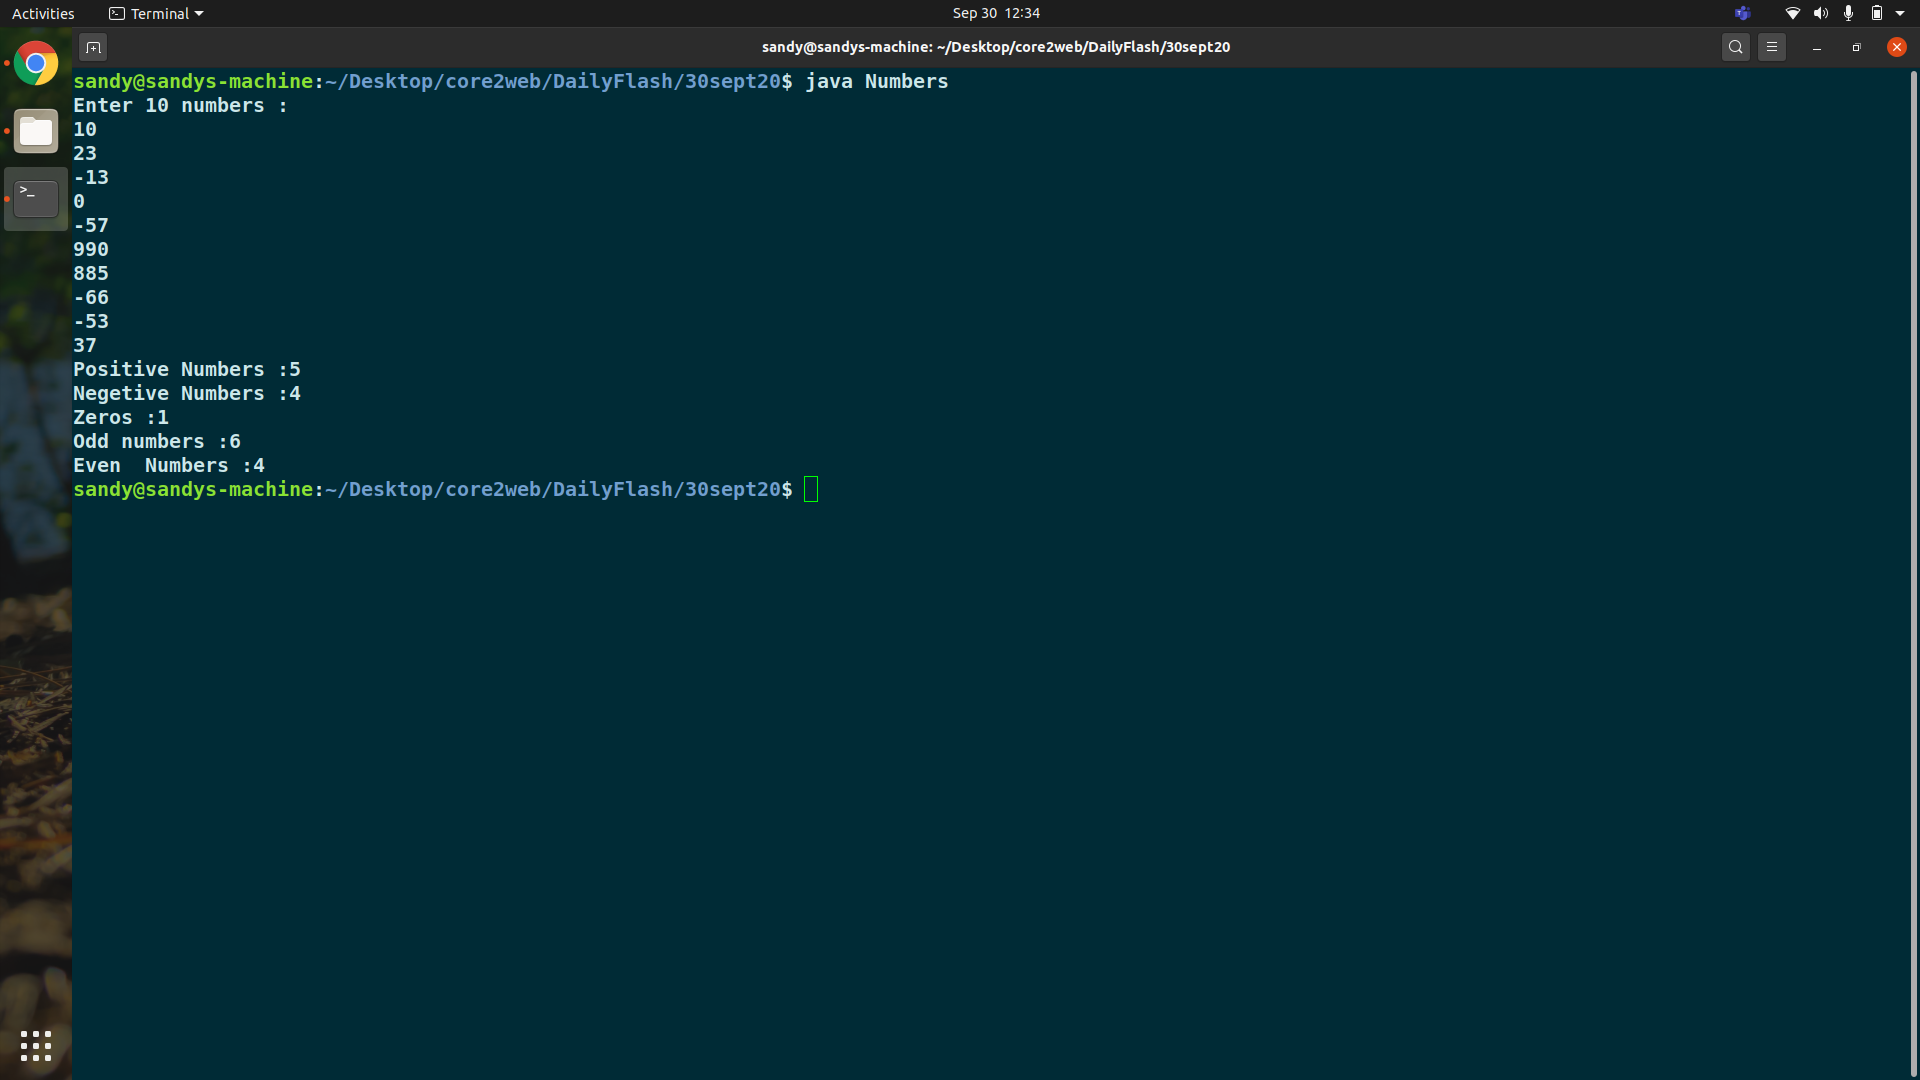 Activities Terminal Sep 30 12:34
sandy@sandys-machine: ~/Desktop/core2web/DailyFlash/30sept20
sandy@sandys-machine:~/Desktop/core2web/DailyFlash/30sept20$ java Numbers
Enter 10 numbers :
10
23
-13
0
-57
990
885
-66
-53
37
Positive Numbers :5
Negetive Numbers :4
Zeros :1
Odd numbers :6
Even  Numbers :4
sandy@sandys-machine:~/Desktop/core2web/DailyFlash/30sept20$